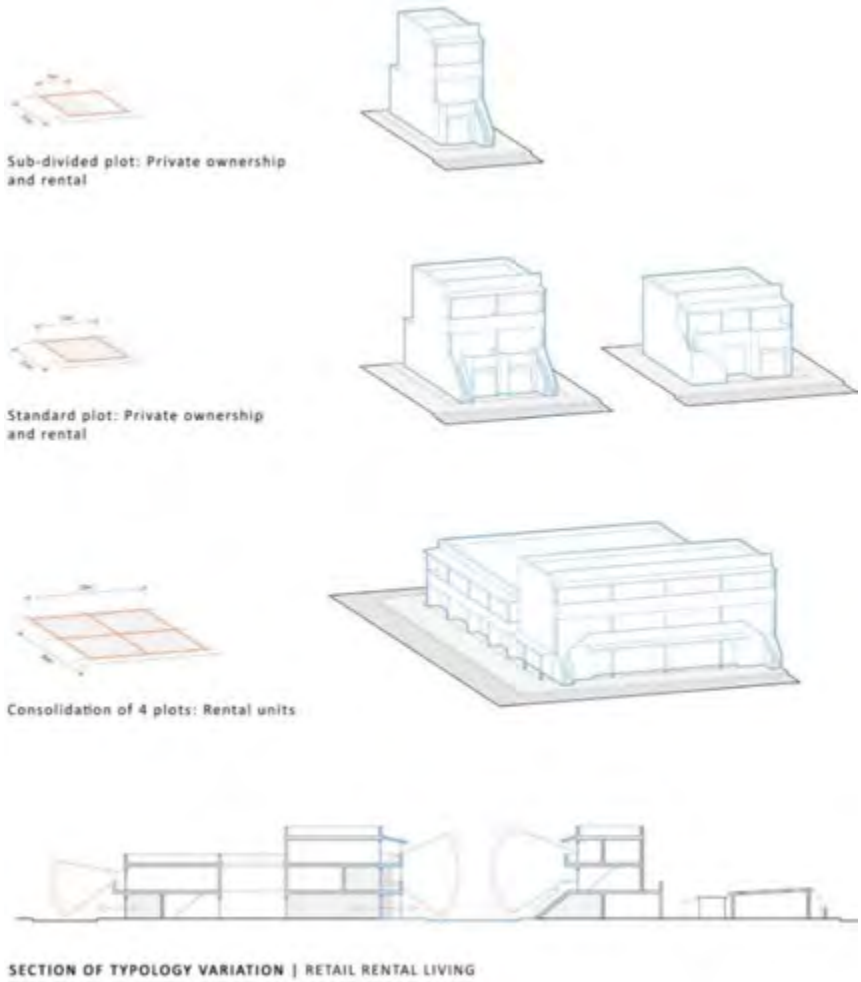 Sub-divided plot: Private ownership
and rental
Standard plot: Private ownership
and rental
Consolidation of 4 plots: Rental units
SECTION OF TYPOLOGY VARIATION | RETAIL RENTAL LIVING